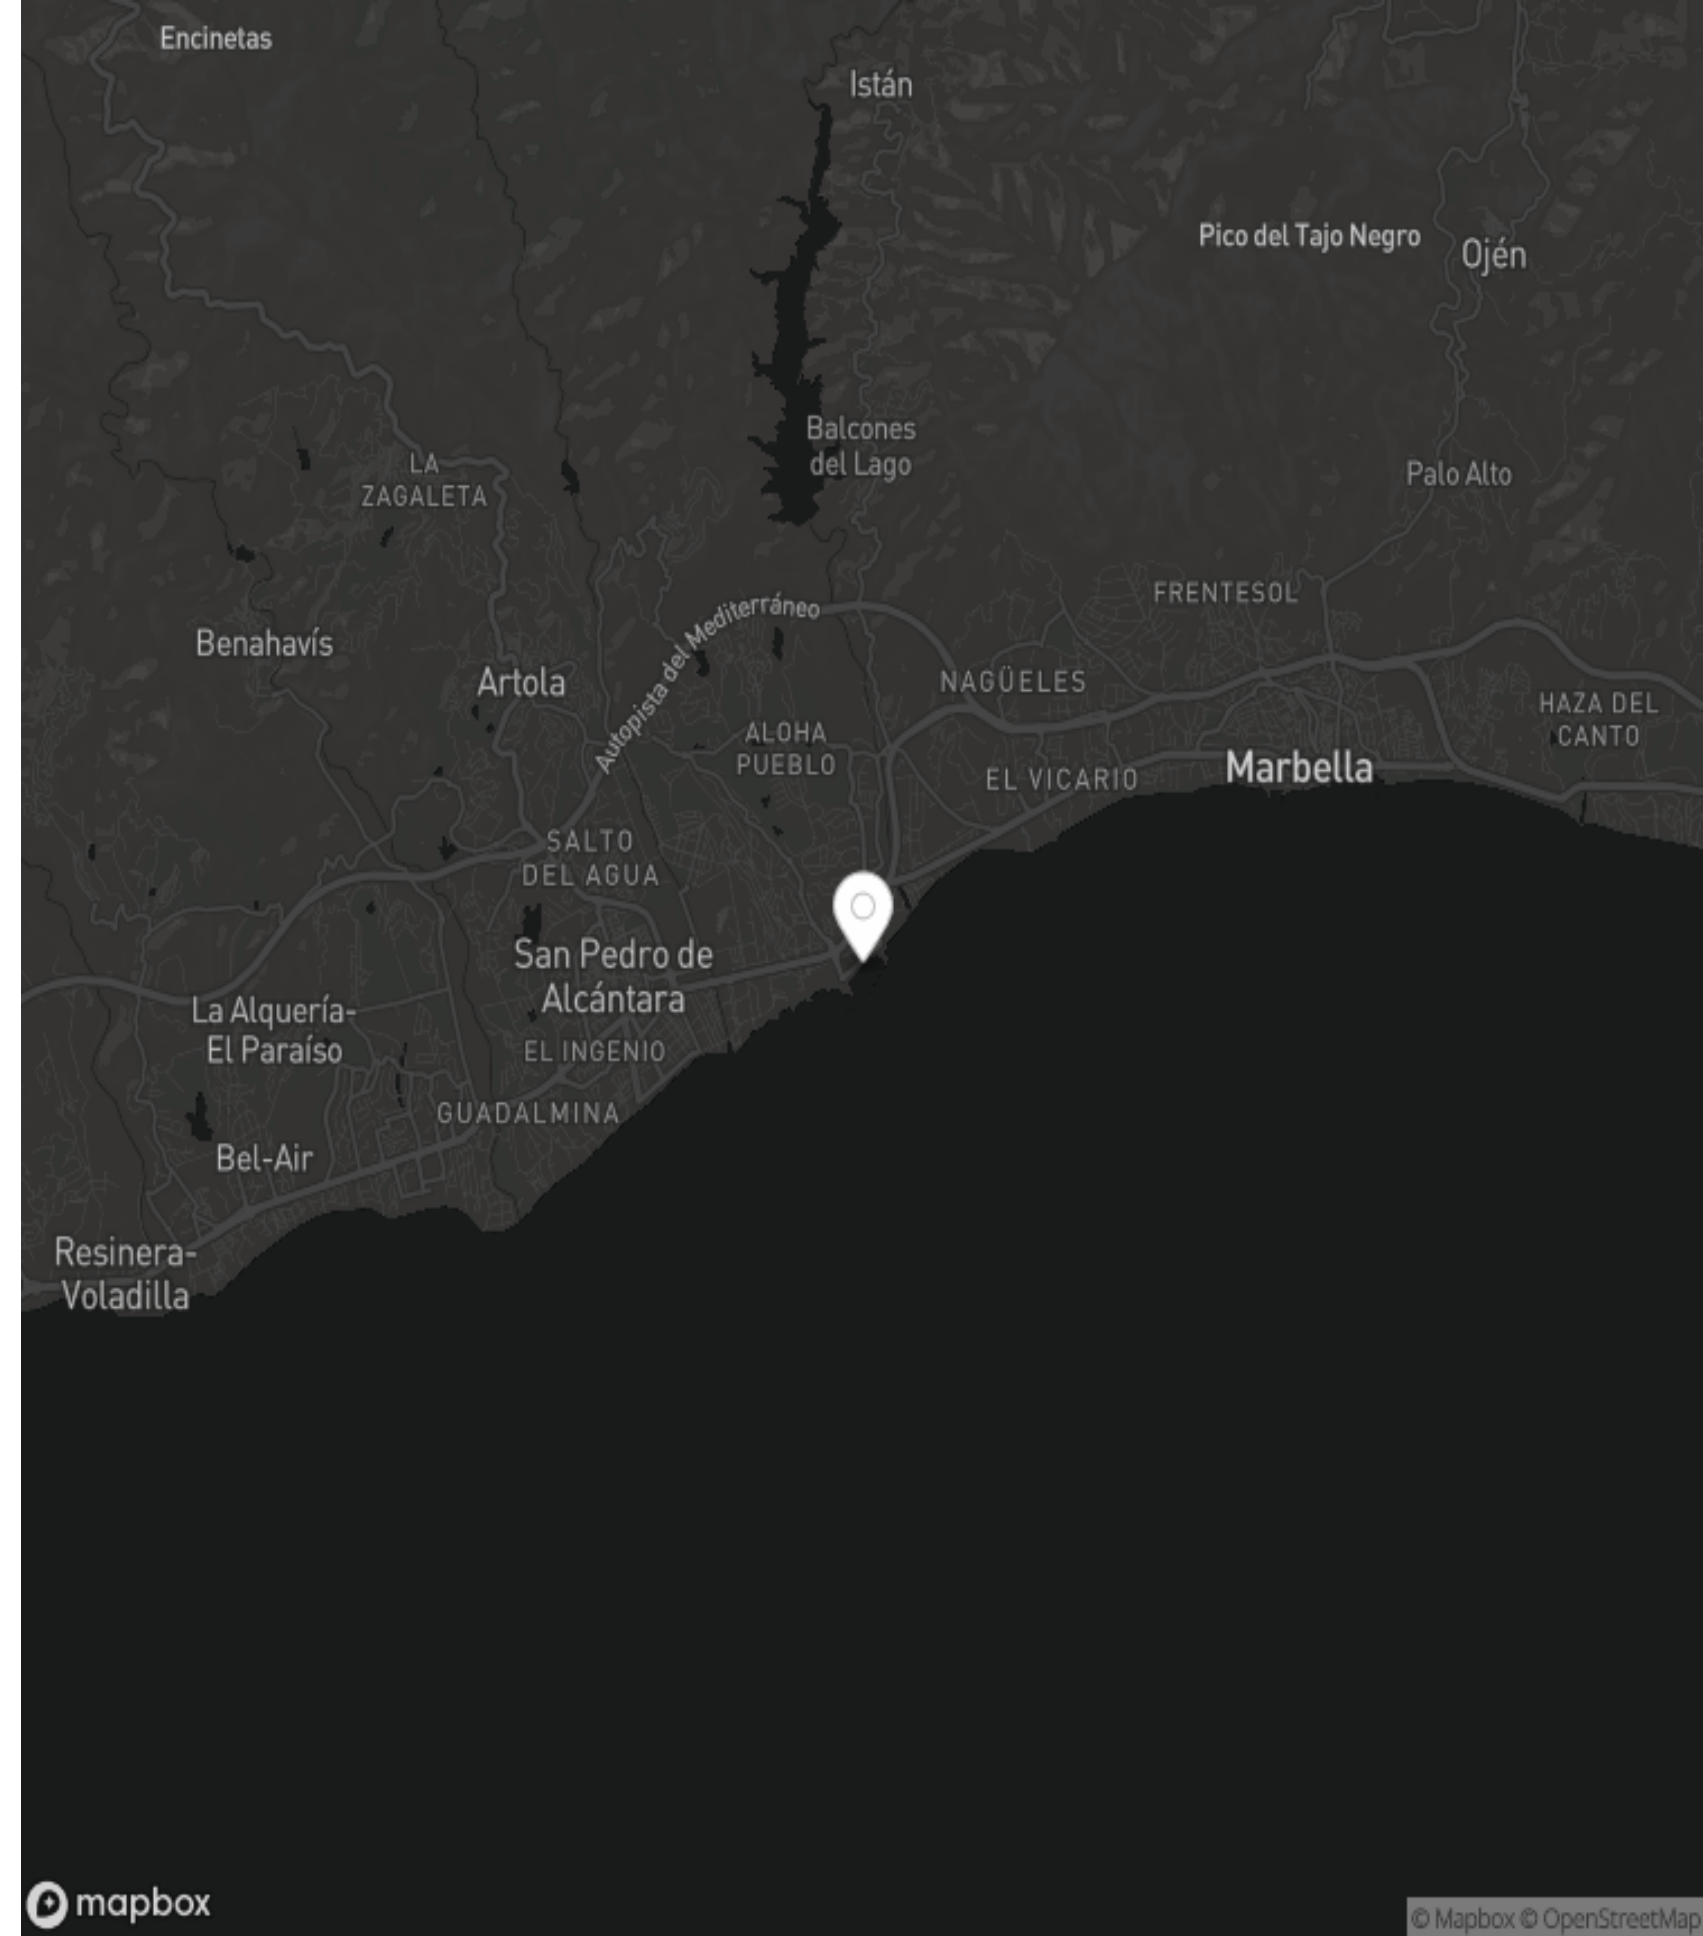 Encinetas
Istán
Pico del Tajo Negro
Ojén
Balcones
del Lago
LA
ZAGALETA
Palo Alto
FRENTESOL
Autopista del Mediterráneo
Benahavís
Artola
NAGÜELES
HAZA DEL
CANTO
ALOHA
PUEBLO
EL VICARIO
Marbella
SALTO
DEL AGUA
San Pedro de
Alcántara
La Alquería-
El Paraíso
EL INGENIO
GUADALMINA
Bel-Air
Resinera-
Voladilla
mapbox
© Mapbox © OpenStreetMap